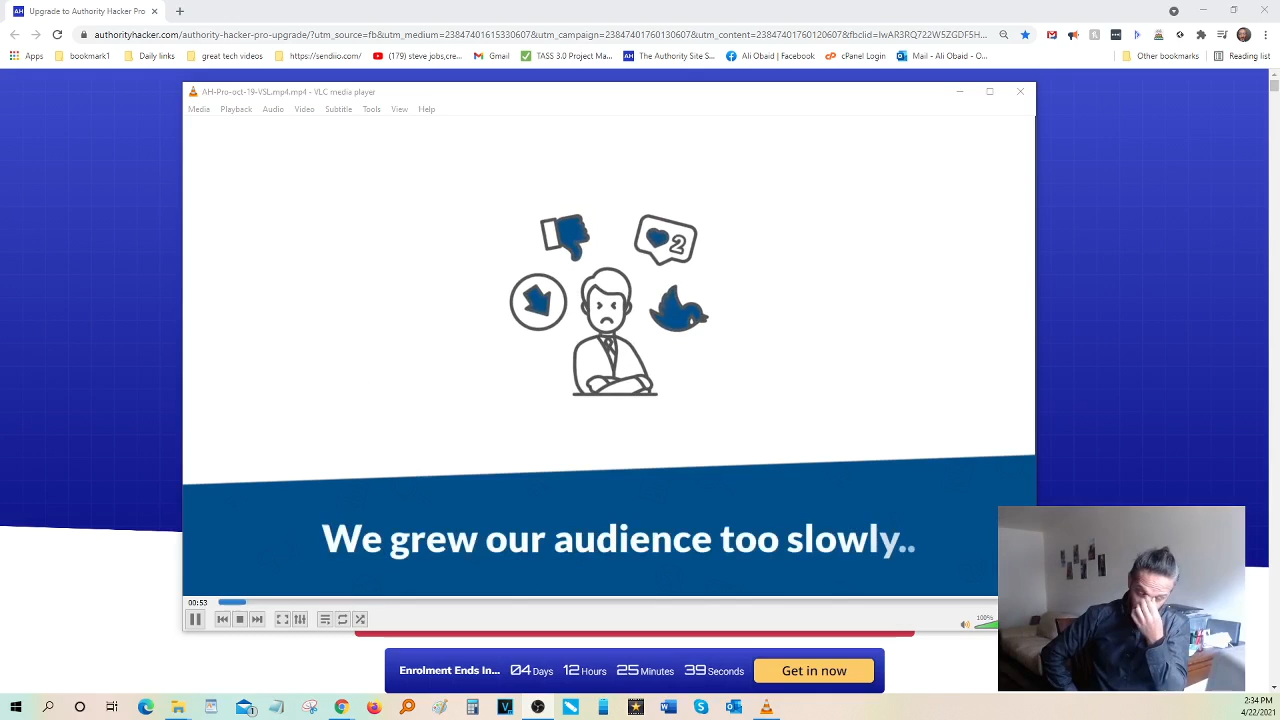 Upgrade to Authority Hacker Pro
authorityhacker.com/authority-hacker-pro-upgrade/?utm_source=fb&utm_medium=23847401615330607&utm_campaign=23847401760130607&utm_content=23847401760120607&fbclid=IwAR3RQ722W5ZGDF5H...
Apps bookmark1 Daily links great tech videos https://sendiio.com/ (179) steve jobs,cre... Gmail TASS 3.0 Project Ma... The Authority Site S... Ali Obaid | Facebook cPanel Login Mail - Ali Obaid - O... Other bookmarks Reading list
AH-Pro-oct-19-VSL.mp4.mp4 - VLC media player
Media Playback Audio Video Subtitle Tools View Help
2
We grew our audience too slowly..
00:53
100%
Enrolment Ends In... 04 Days 12 Hours 25 Minutes 39 Seconds Get in now
2:34 PM
4/22/2021